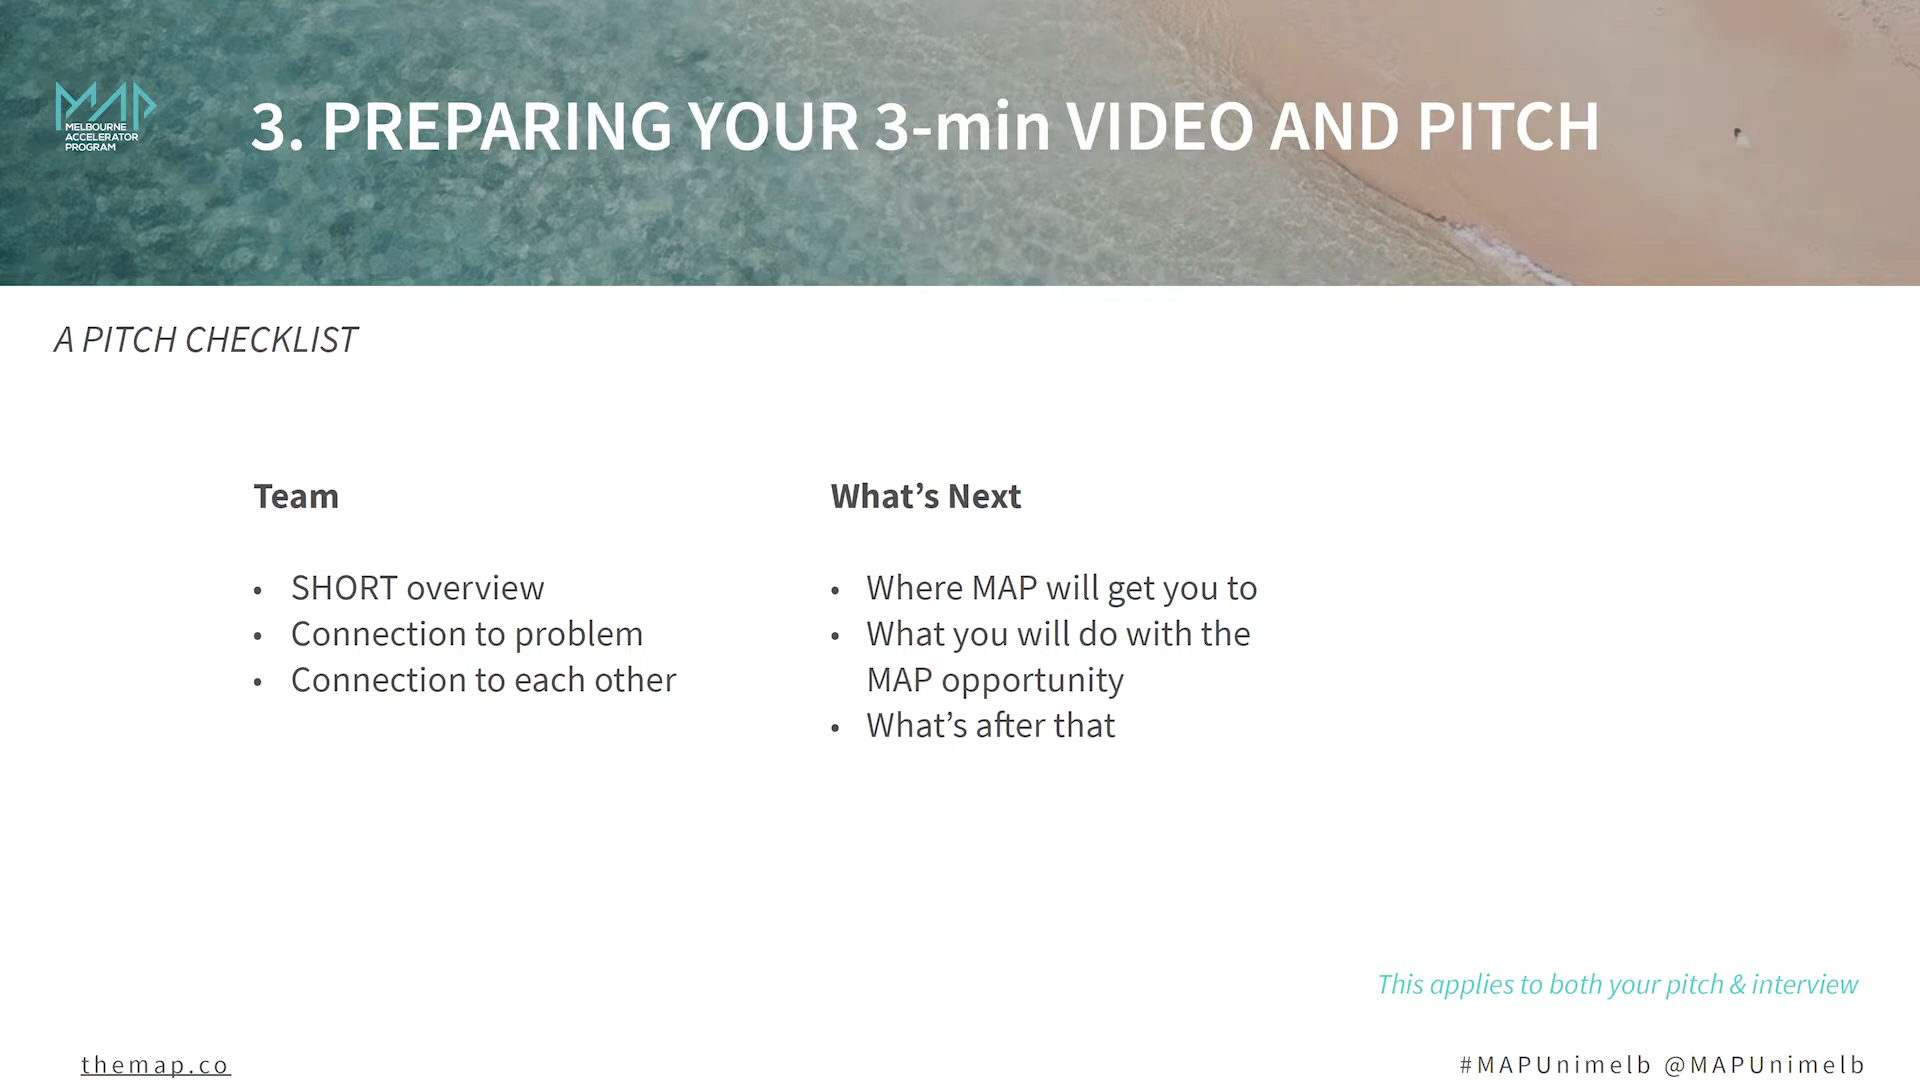 MAP
MELBOURNE
ACCELERATOR
PROGRAM
3. PREPARING YOUR 3-min VIDEO AND PITCH
A PITCH CHECKLIST
Team
• SHORT overview
• Connection to problem
• Connection to each other
What’s Next
• Where MAP will get you to
• What you will do with the
MAP opportunity
• What’s after that
This applies to both your pitch & interview
themap.co
#MAPUnimelb @MAPUnimelb